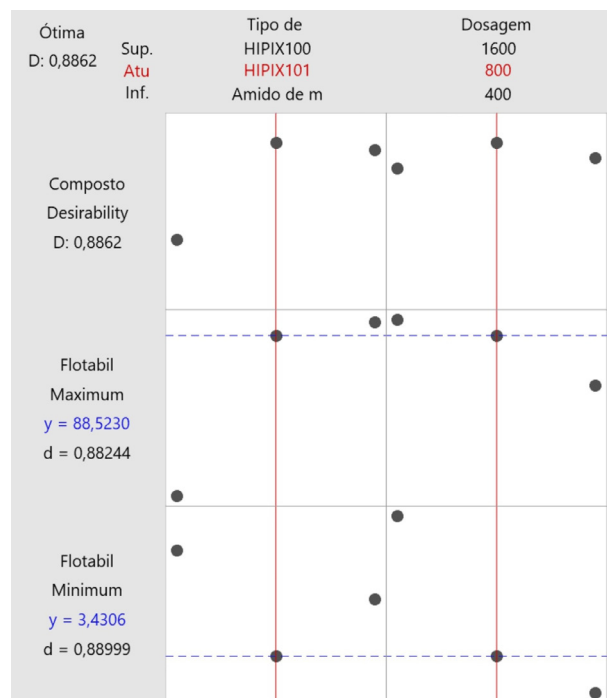 Ótima
D: 0,8862
Sup.
Atu
Inf.
Tipo de
HIPIX100
HIPIX101
Amido de m
Dosagem
1600
800
400
Composto
Desirability
D: 0,8862
Flotabil
Maximum
y = 88,5230
d = 0,88244
Flotabil
Minimum
y = 3,4306
d = 0,88999